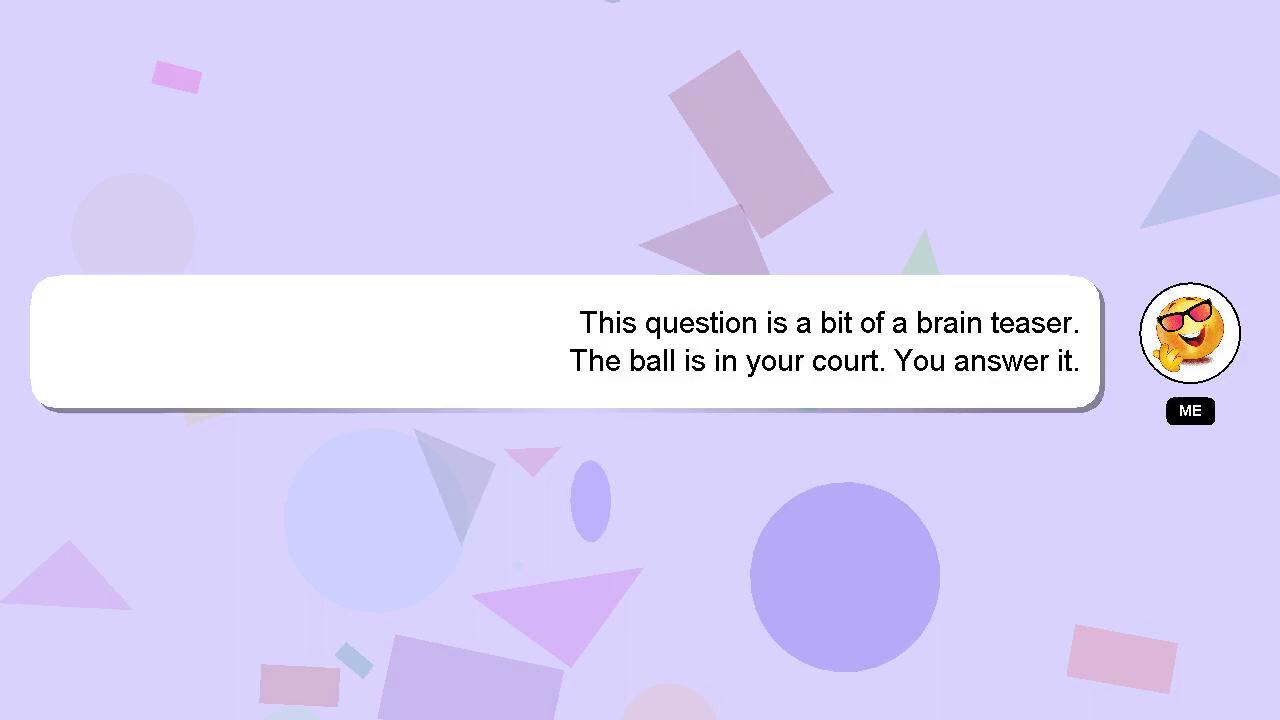 This question is a bit of a brain teaser.
The ball is in your court. You answer it.
ME